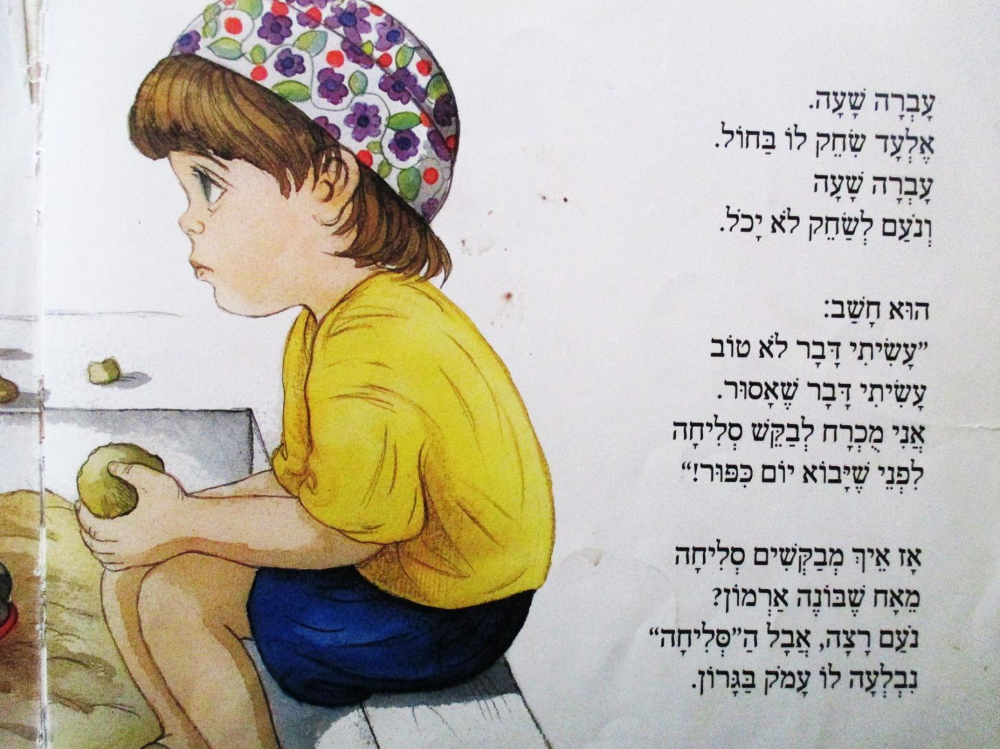 עָבְרָה שָׁעָה.
אֶלְעָד שִׂחֵק לוֹ בַּחוֹל.
עָבְרָה שָׁעָה
וְנֹעַם לְשַׂחֵק לֹא יָכֹל.
הוּא חָשַׁב:
"עָשִׂיתִי דָּבָר לֹא טוֹב
עָשִׂיתִי דָּבָר שֶׁאָסוּר.
אֲנִי מֻכְרָח לְבַקֵּשׁ סְלִיחָה
לִפְנֵי שֶׁיָּבוֹא יוֹם כִּפּוּר!"
אָז אֵיךְ מְבַקְּשִׁים סְלִיחָה
מֵאָח שֶׁבּוֹנֶה אַרְמוֹן?
נֹעַם רָצָה, אֲבָל הַ"סְּלִיחָה"
נִבְלְעָה לוֹ עָמֹק בַּגָּרוֹן.